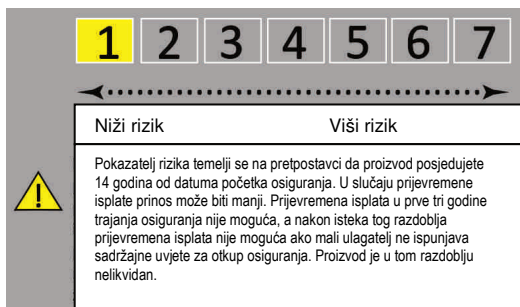 1 2 3 4 5 6 7
Niži rizik Viši rizik
Pokazatelj rizika temelji se na pretpostavci da proizvod posjedujete
14 godina od datuma početka osiguranja. U slučaju prijevremene
isplate prinos može biti manji. Prijevremena isplata u prve tri godine
trajanja osiguranja nije moguća, a nakon isteka tog razdoblja
prijevremena isplata nije moguća ako mali ulagatelj ne ispunjava
sadržajne uvjete za otkup osiguranja. Proizvod je u tom razdoblju
nelikvidan.